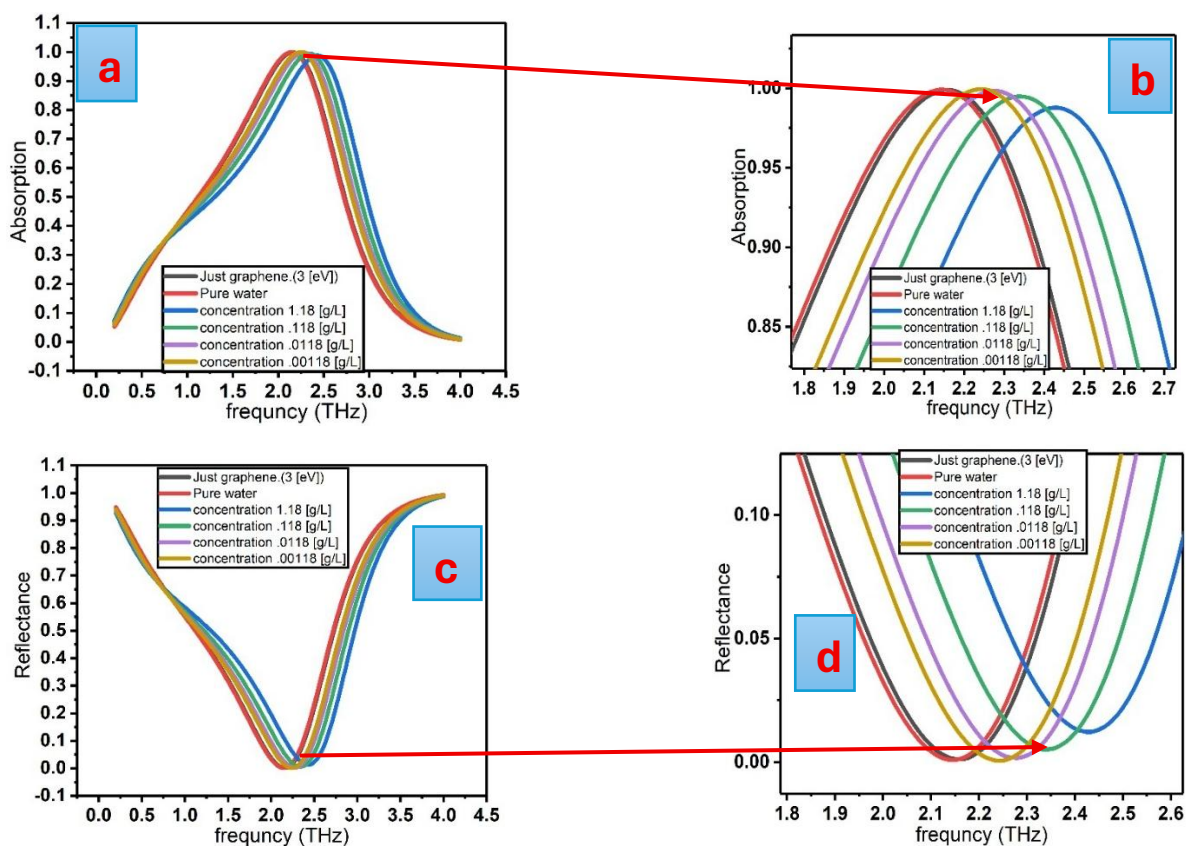 a
1.1
1.0
0.9
0.8
0.7
0.6
0.5
0.4
0.3
0.2
0.1
0.0
-0.1
Absorption
Just graphene.(3 [eV])
Pure water
concentration 1.18 [g/L]
concentration .118 [g/L]
concentration .0118 [g/L]
concentration .00118 [g/L]
0.0 0.5 1.0 1.5 2.0 2.5 3.0 3.5 4.0 4.5
frequncy (THz)
b
1.00
0.95
0.90
0.85
Absorption
Just graphene.(3 [eV])
Pure water
concentration 1.18 [g/L]
concentration .118 [g/L]
concentration .0118 [g/L]
concentration .00118 [g/L]
1.8 1.9 2.0 2.1 2.2 2.3 2.4 2.5 2.6 2.7
frequncy (THz)
c
1.1
1.0
0.9
0.8
0.7
0.6
0.5
0.4
0.3
0.2
0.1
0.0
-0.1
Reflectance
Just graphene.(3 [eV])
Pure water
concentration 1.18 [g/L]
concentration .118 [g/L]
concentration .0118 [g/L]
concentration .00118 [g/L]
0.0 0.5 1.0 1.5 2.0 2.5 3.0 3.5 4.0 4.5
frequncy (THz)
d
0.10
0.05
0.00
Reflectance
Just graphene.(3 [eV])
Pure water
concentration 1.18 [g/L]
concentration .118 [g/L]
concentration .0118 [g/L]
concentration .00118 [g/L]
1.8 1.9 2.0 2.1 2.2 2.3 2.4 2.5 2.6
frequncy (THz)